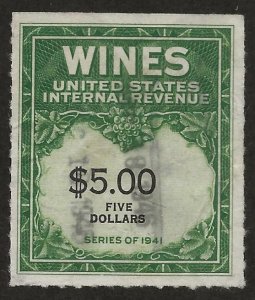 WINES
UNITED STATES
INTERNAL REVENUE
$5.00
FIVE
DOLLARS
SERIES OF 1941